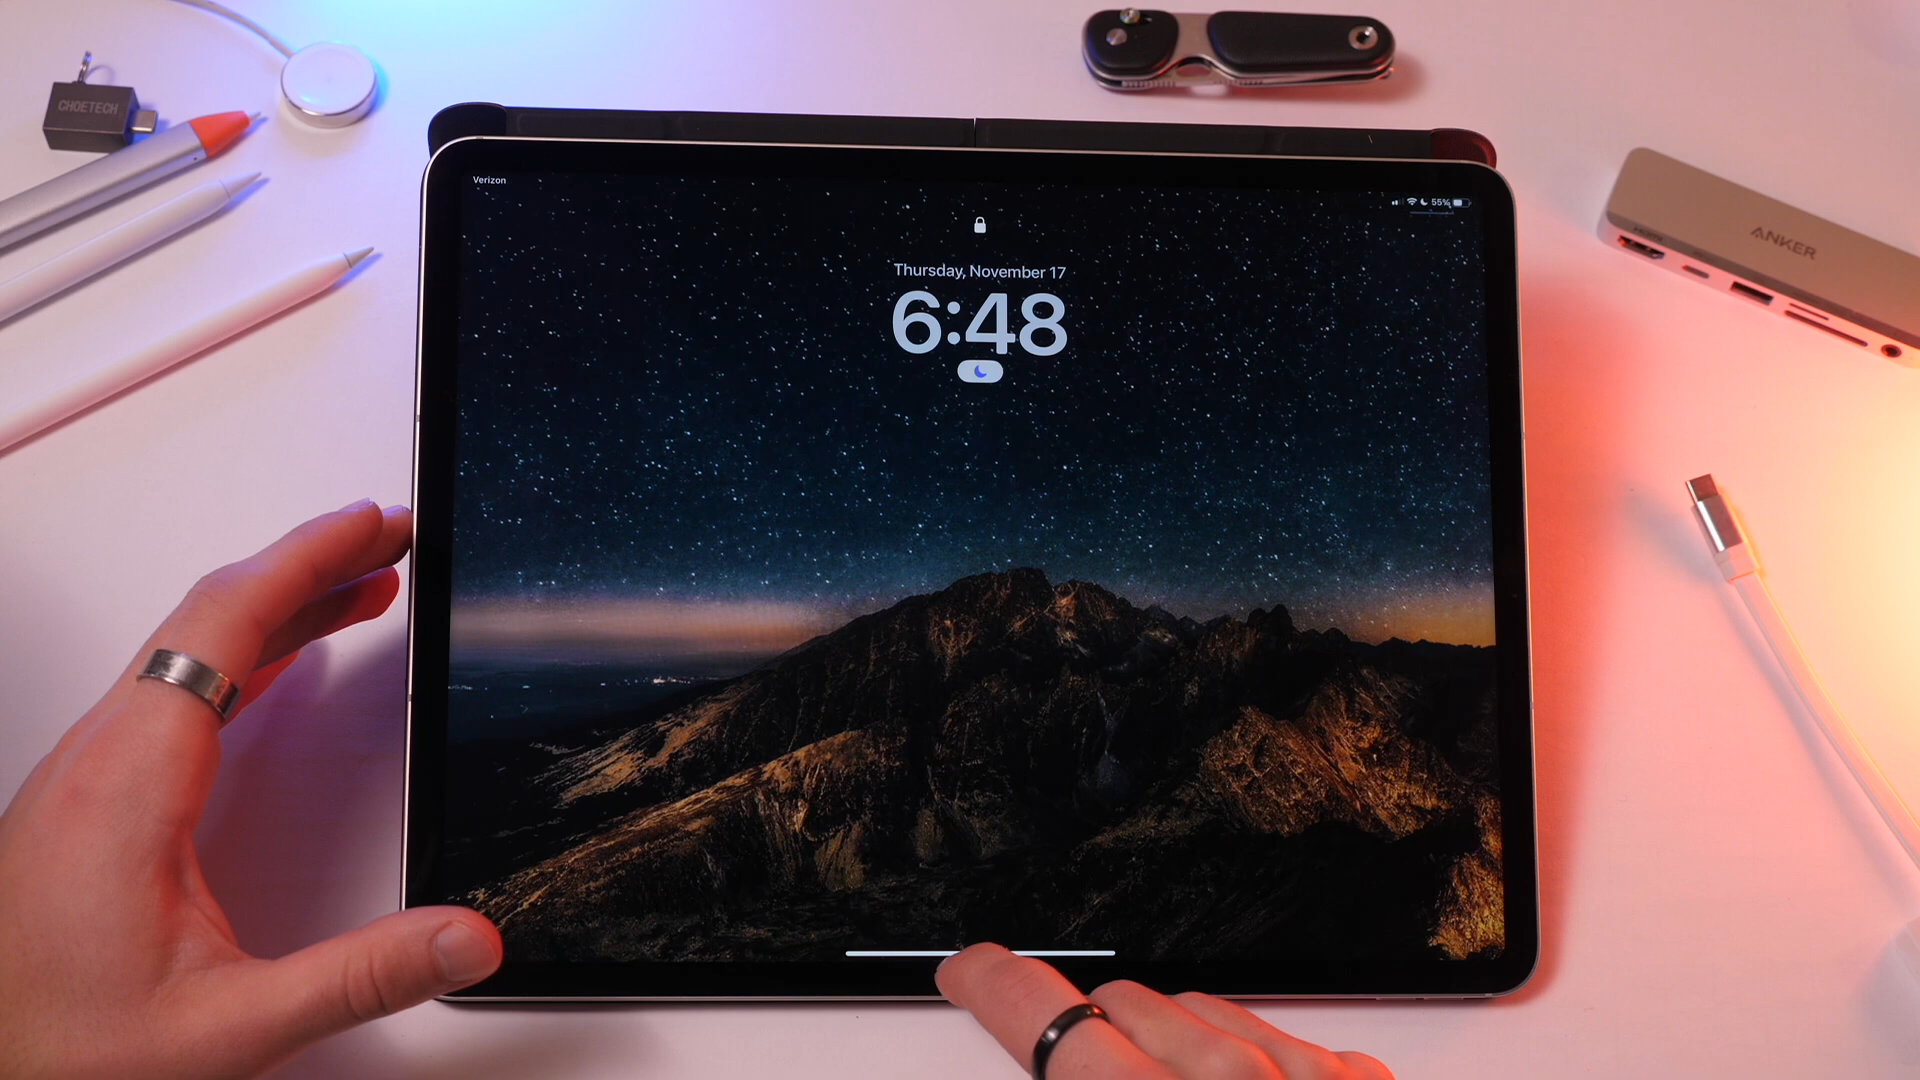 CHOETECH
Verizon
55%
Thursday, November 17
6:48
ANKER